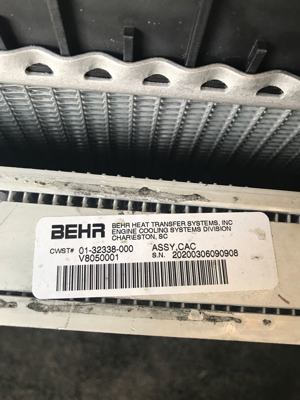 BEHR
BEHR HEAT TRANSFER SYSTEMS, INC
ENGINE COOLING SYSTEMS DIVISION
CHARLESTON, SC
CWST# 01-32338-000 ASSY,CAC
V8050001 S.N. 20200306090908